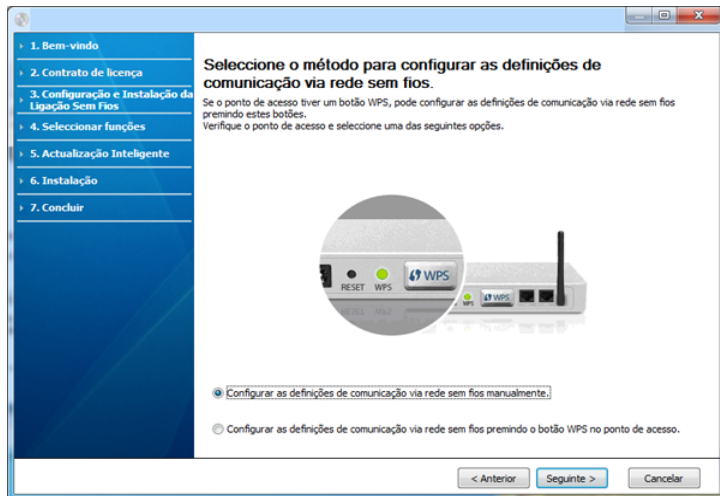 1. Bem-vindo
2. Contrato de licença
3. Configuração e Instalação da
Ligação Sem Fios
4. Seleccionar funções
5. Actualização Inteligente
6. Instalação
7. Concluir
Seleccione o método para configurar as definições de
comunicação via rede sem fios.
Se o ponto de acesso tiver um botão WPS, pode configurar as definições de comunicação via rede sem fios
premindo estes botões.
Verifique o ponto de acesso e seleccione uma das seguintes opções.
RESET WPS WPS
WPS WPS
Configurar as definições de comunicação via rede sem fios manualmente.
Configurar as definições de comunicação via rede sem fios premindo o botão WPS no ponto de acesso.
< Anterior Seguinte > Cancelar